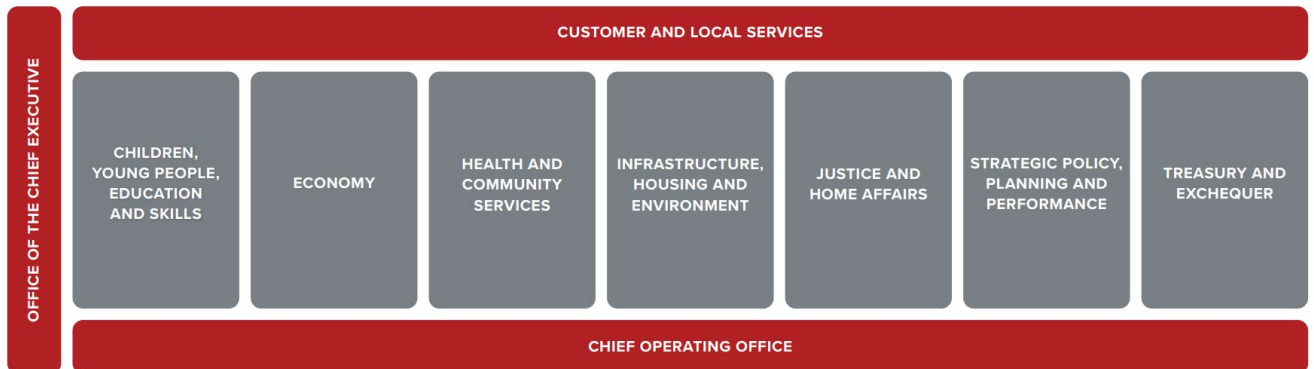 OFFICE OF THE CHIEF EXECUTIVE
CUSTOMER AND LOCAL SERVICES
CHILDREN,
YOUNG PEOPLE,
EDUCATION
AND SKILLS
ECONOMY
HEALTH AND
COMMUNITY
SERVICES
INFRASTRUCTURE,
HOUSING AND
ENVIRONMENT
JUSTICE AND
HOME AFFAIRS
STRATEGIC POLICY,
PLANNING AND
PERFORMANCE
TREASURY AND
EXCHEQUER
CHIEF OPERATING OFFICE